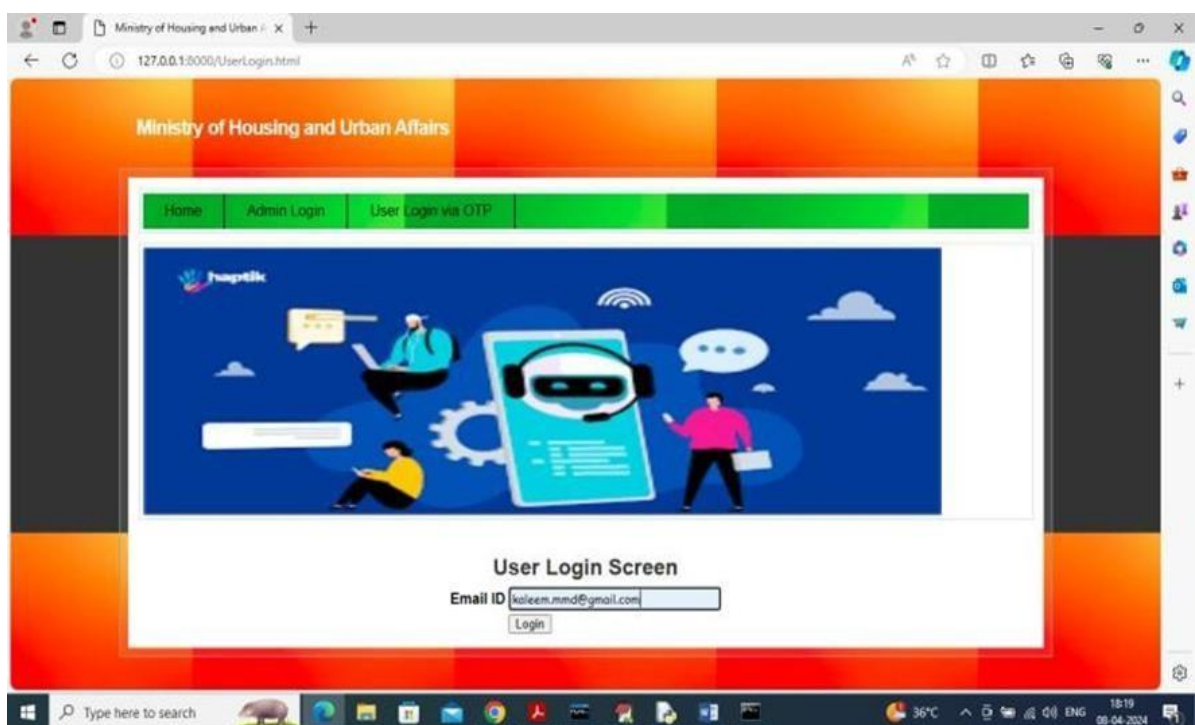 Ministry of Housing and Urban A
127.0.0.1:8000/UserLogin.html
Ministry of Housing and Urban Affairs
Home Admin Login User Login via OTP
haptik
User Login Screen
Email ID kaleem.mmd@gmail.com
Login
Type here to search 36°C ENG 18:19
08-04-2024